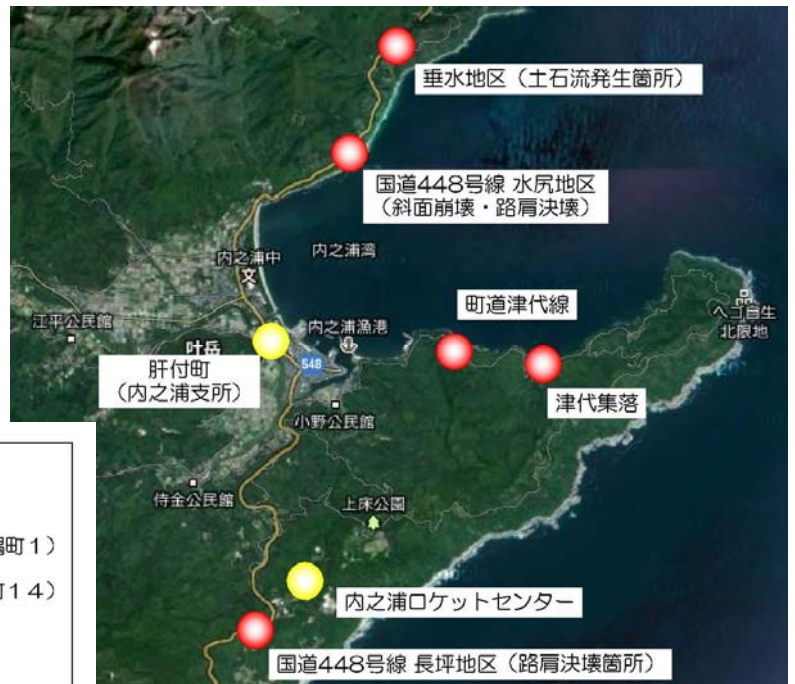 垂水地区（土石流発生箇所）
国道448号線 水尻地区
（斜面崩壊・路肩決壊）
内之浦中
内之浦湾
町道津代線
ヘゴ自生
北限地
江平公民館
叶岳
内之浦漁港
448
肝付町
（内之浦支所）
津代集落
小野公民館
侍金公民館
上床公園
町１）
町１４）
内之浦ロケットセンター
国道448号線 長坪地区（路肩決壊箇所）